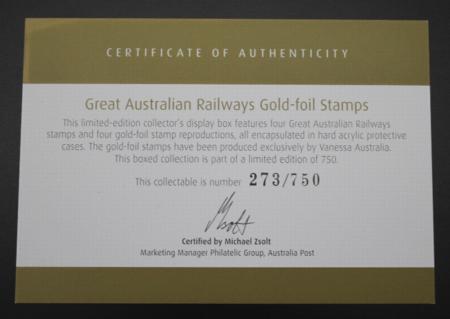 CERTIFICATE OF AUTHENTICITY
Great Australian Railways Gold-foil Stamps
This limited-edition collector's display box features four Great Australian Railways
stamps and four gold-foil stamp reproductions, all encapsulated in hard acrylic protective
cases. The gold-foil stamps have been produced exclusively by Vanessa Australia.
This boxed collection is part of a limited edition of 750.
This collectable is number 273/750
MZsolt
Certified by Michael Zsolt
Marketing Manager Philatelic Group, Australia Post